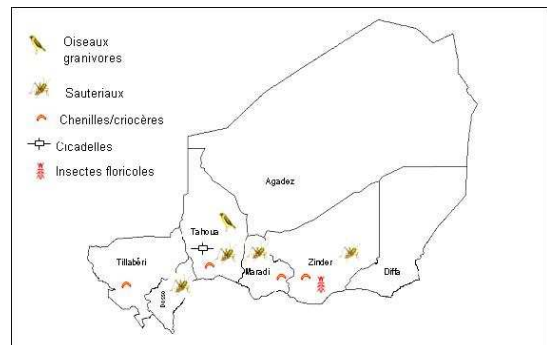 Oiseaux
granivores
Sauteriaux
Chenilles/criocères
Cicadelles
Insectes floricoles
Agadez
Tahoua
Tillabéri
Dosso
Maradi
Zinder
Diffa